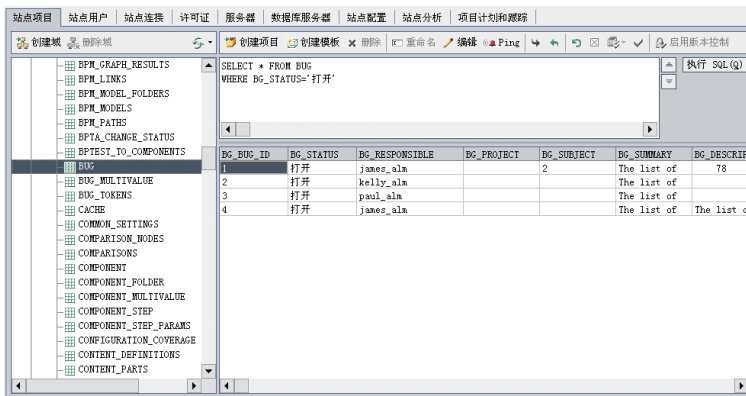 站点项目 站点用户 站点连接 许可证 服务器 数据库服务器 站点配置 站点分析 项目计划和跟踪
创建域 删除域 创建项目 创建模板 删除 重命名 编辑 Ping 启用版本控制
BPM_GRAPH_RESULTS
BPM_LINKS
BPM_MODEL_FOLDERS
BPM_MODELS
BPM_PATHS
BPTA_CHANGE_STATUS
BPTEST_TO_COMPONENTS
BUG
BUG_MULTIVALUE
BUG_TOKENS
CACHE
COMMON_SETTINGS
COMPARISON_NODES
COMPARISONS
COMPONENT
COMPONENT_FOLDER
COMPONENT_MULTIVALUE
COMPONENT_STEP
COMPONENT_STEP_PARAMS
CONFIGURATION_COVERAGE
CONTENT_DEFINITIONS
CONTENT_PARTS
SELECT * FROM BUG
WHERE BG_STATUS='打开'
执行 SQL(Q)
BG_BUG_ID BG_STATUS BG_RESPONSIBLE BG_PROJECT BG_SUBJECT BG_SUMMARY BG_DESCRIP
1 打开 james_alm 2 The list of 78
2 打开 kelly_alm The list of
3 打开 paul_alm The list of
4 打开 james_alm The list of The list o